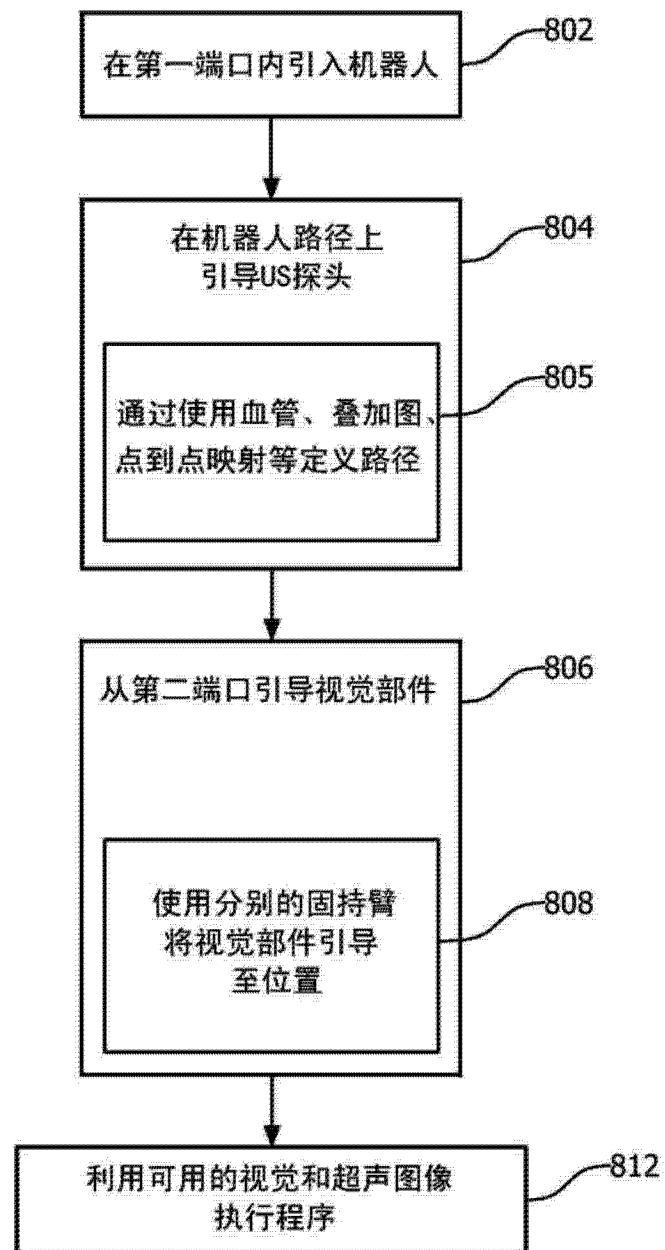 在第一端口内引入机器人
802
在机器人路径上
引导US探头
804
通过使用血管、叠加图、
点到点映射等定义路径
805
从第二端口引导视觉部件
806
使用分别的固持臂
将视觉部件引导
至位置
808
利用可用的视觉和超声图像
执行程序
812